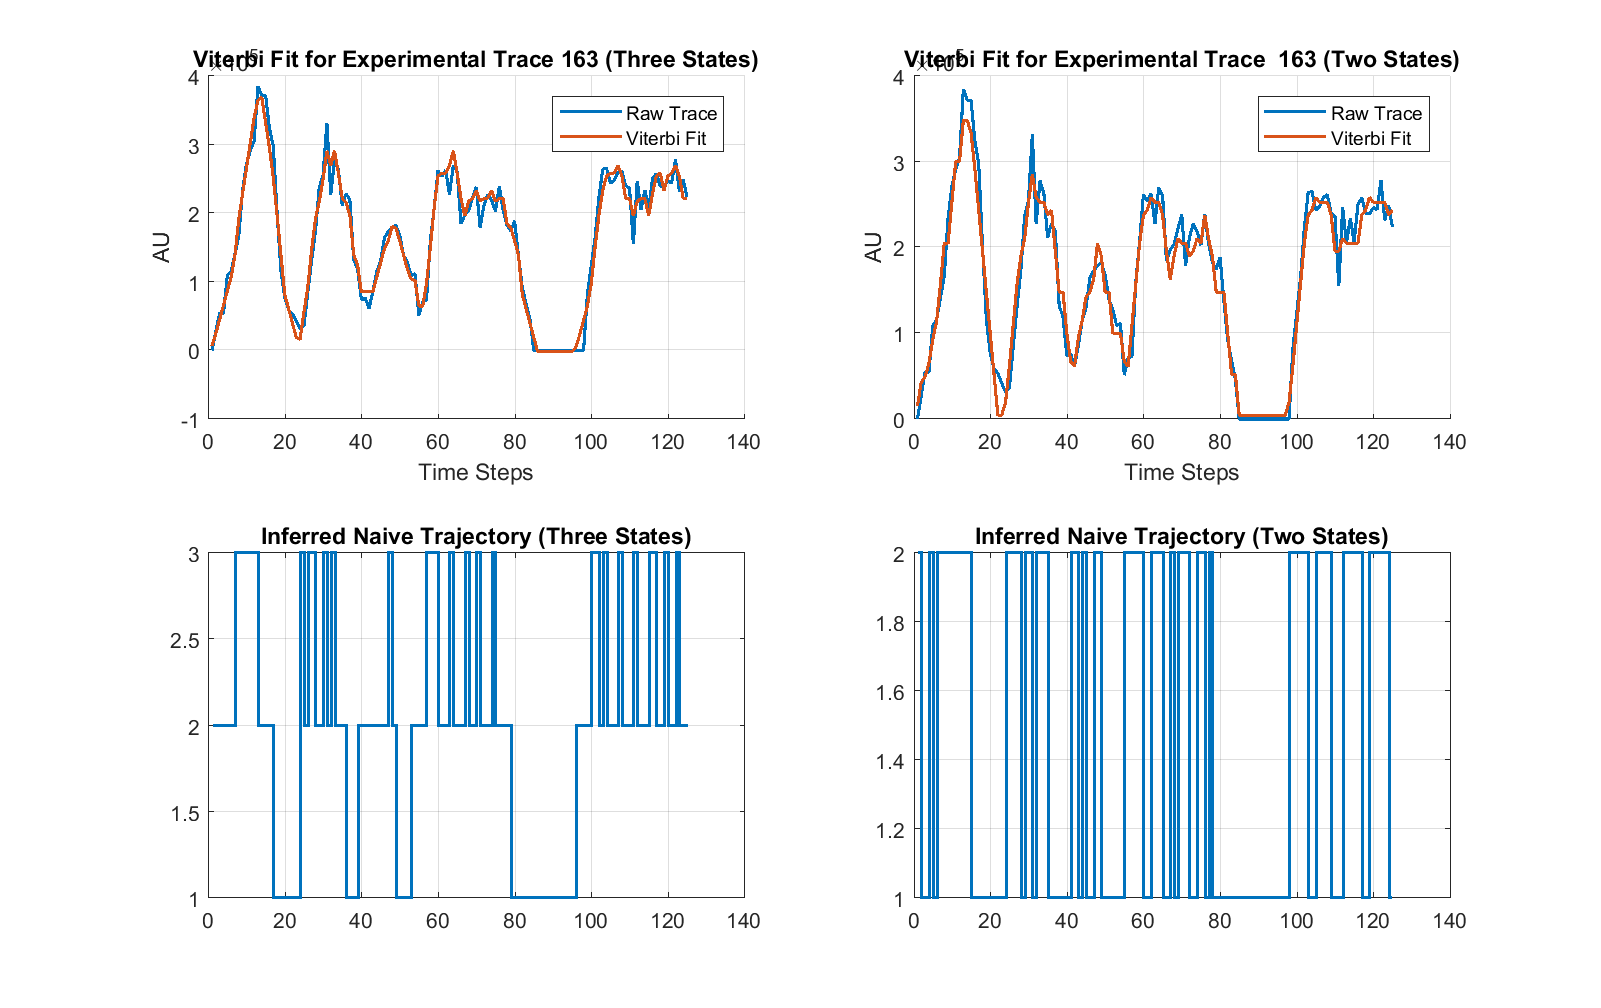 Viterbi Fit for Experimental Trace 163 (Three States)
×10^5
4
3
2
1
0
-1
AU
0 20 40 60 80 100 120 140
Time Steps
Raw Trace
Viterbi Fit
Viterbi Fit for Experimental Trace 163 (Two States)
×10^5
4
3
2
1
0
AU
0 20 40 60 80 100 120 140
Time Steps
Raw Trace
Viterbi Fit
Inferred Naive Trajectory (Three States)
3
2.5
2
1.5
1
0 20 40 60 80 100 120 140
Inferred Naive Trajectory (Two States)
2
1.8
1.6
1.4
1.2
1
0 20 40 60 80 100 120 140